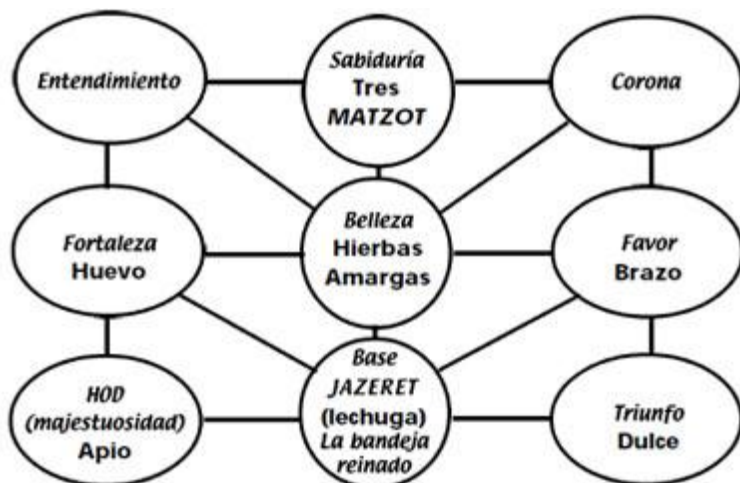 Entendimiento
Sabiduría
Tres
MATZOT
Corona
Fortaleza
Huevo
Belleza
Hierbas
Amargas
Favor
Brazo
HOD
(majestuosidad)
Apio
Base
JAZERET
(lechuga)
La bandeja
reinado
Triunfo
Dulce